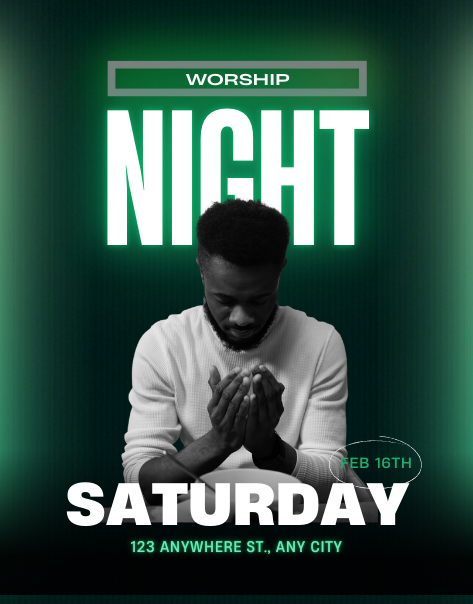 WORSHIP
NIGHT
FEB 16TH
SATURDAY
123 ANYWHERE ST., ANY CITY